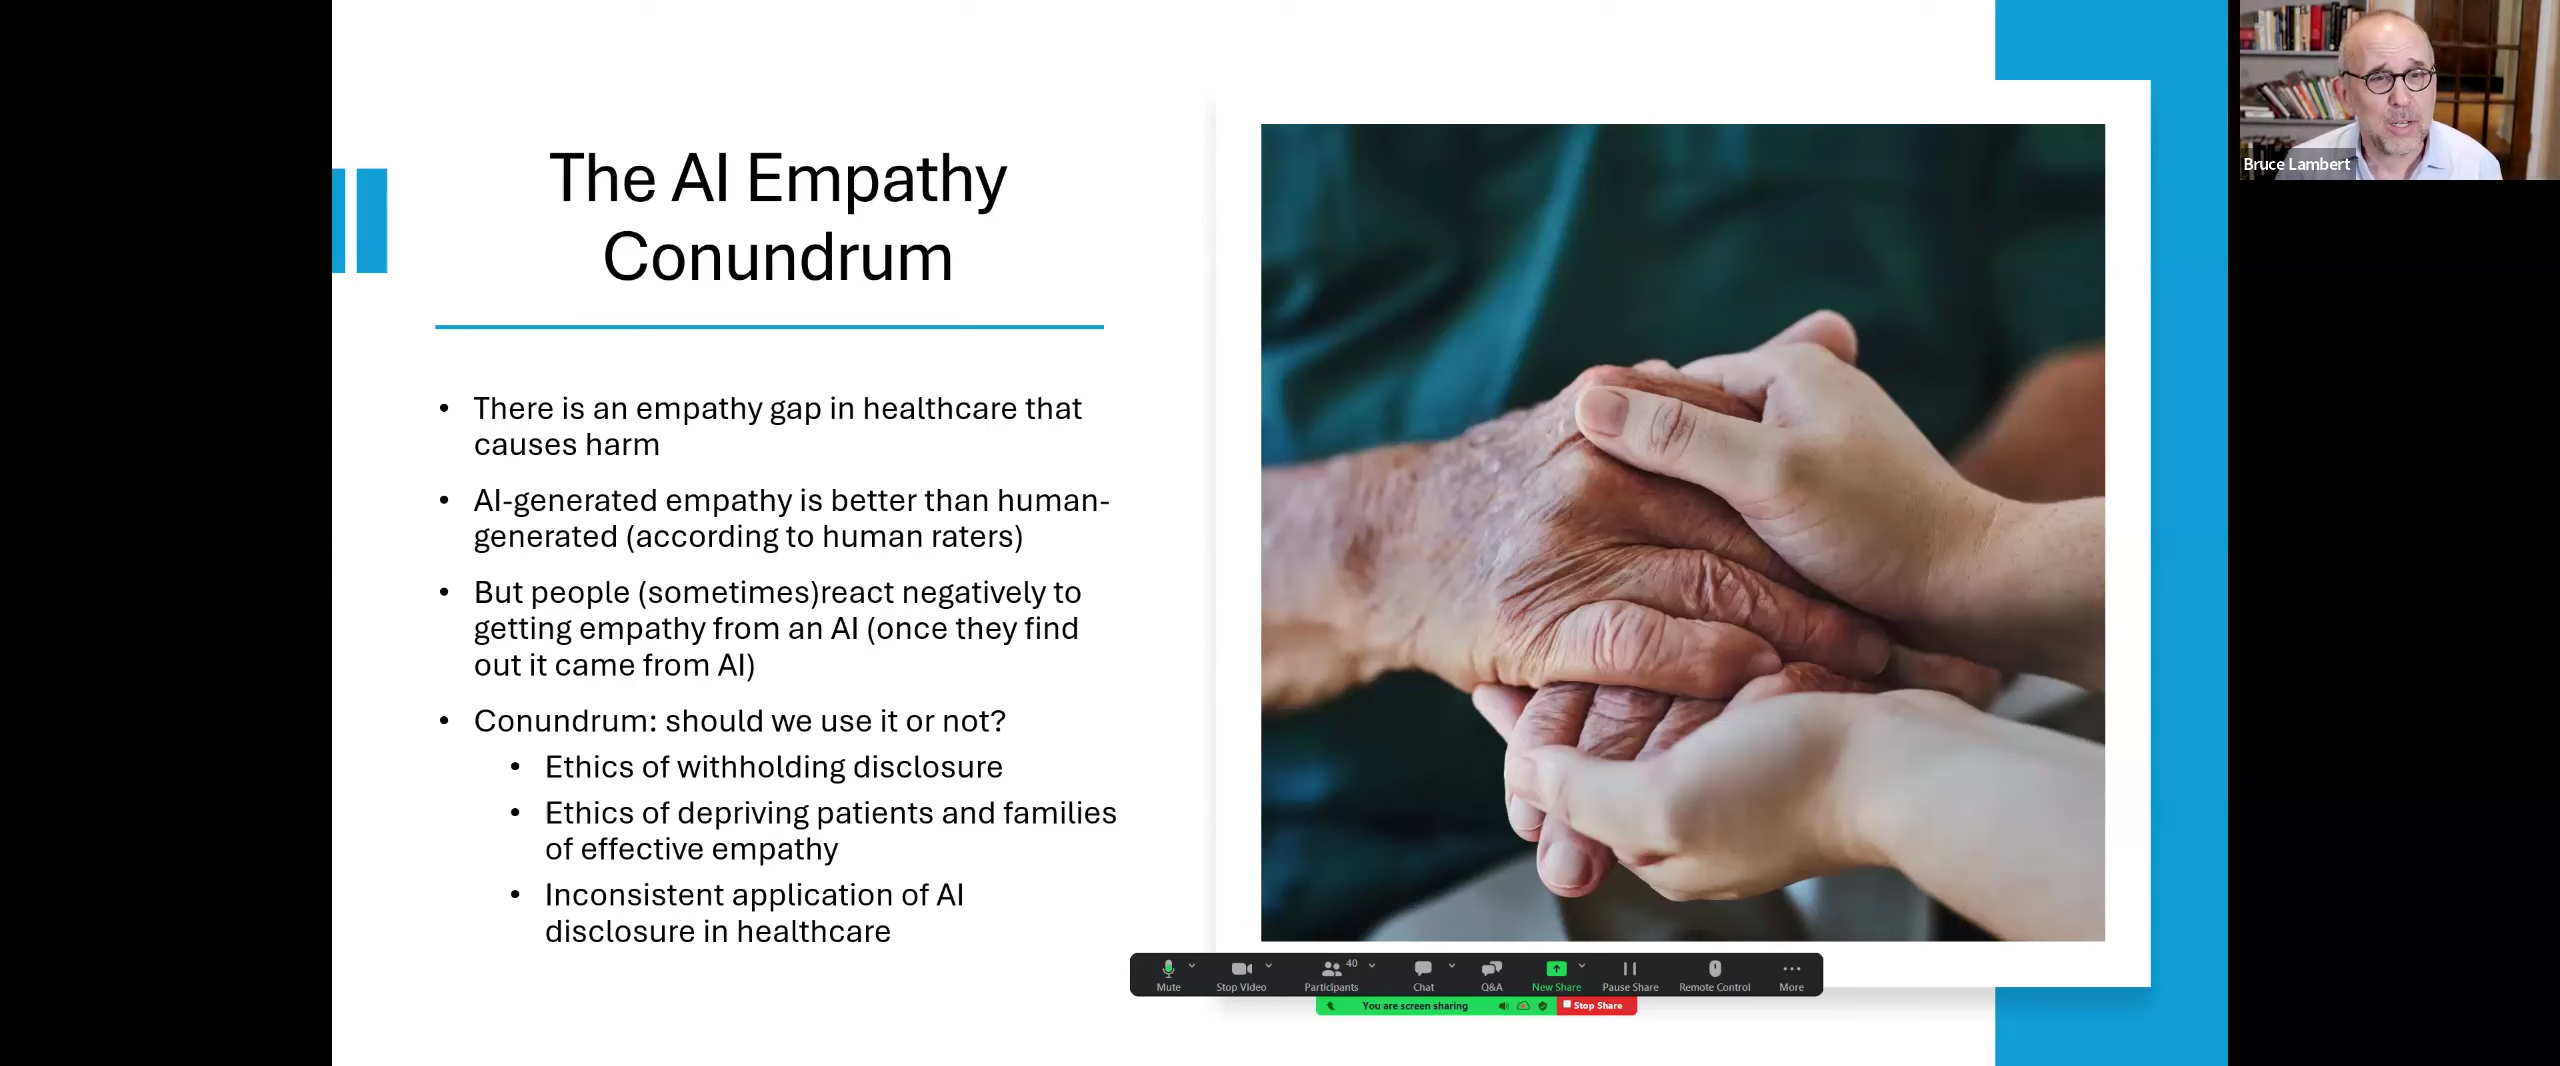 The AI Empathy
Conundrum
• There is an empathy gap in healthcare that
causes harm
• AI-generated empathy is better than human-
generated (according to human raters)
• But people (sometimes)react negatively to
getting empathy from an AI (once they find
out it came from AI)
• Conundrum: should we use it or not?
• Ethics of withholding disclosure
• Ethics of depriving patients and families
of effective empathy
• Inconsistent application of AI
disclosure in healthcare
Bruce Lambert
40
Mute Stop Video Participants Chat Q&A New Share Pause Share Remote Control More
You are screen sharing Stop Share